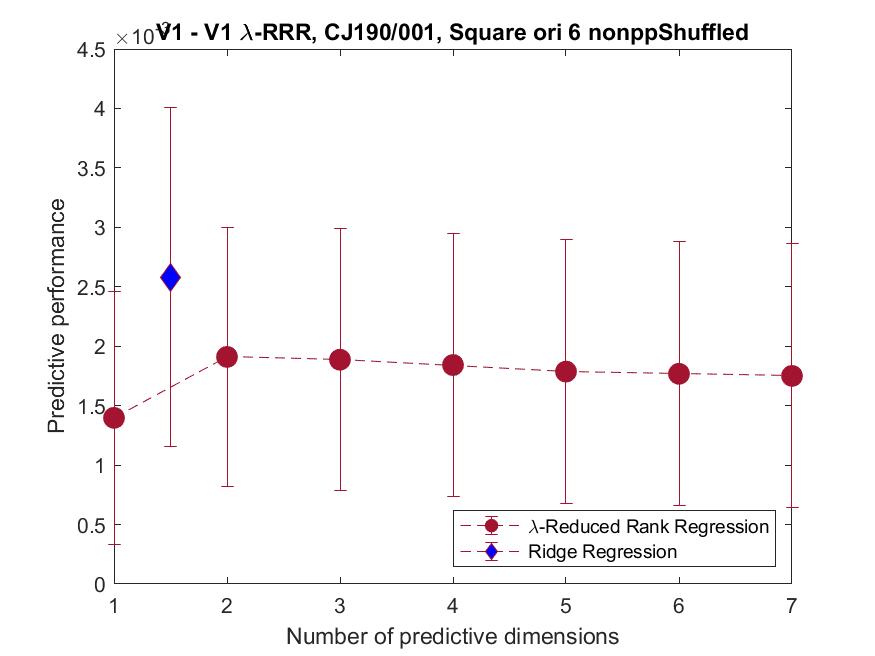 ×10⁻³
V1 - V1 λ-RRR, CJ190/001, Square ori 6 nonppShuffled
4.5
4
3.5
3
2.5
2
1.5
1
0.5
0
Predictive performance
1 2 3 4 5 6 7
Number of predictive dimensions
λ-Reduced Rank Regression
Ridge Regression